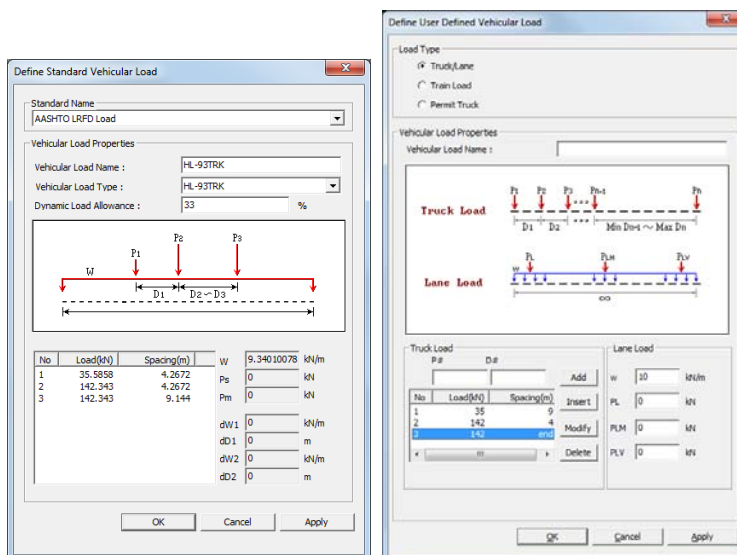 Define Standard Vehicular Load
Standard Name
AASHTO LRFD Load
Vehicular Load Properties
Vehicular Load Name :
HL-93TRK
Vehicular Load Type :
HL-93TRK
Dynamic Load Allowance :
33
%
W
P1
P2
P3
D1
D2~D3
No Load(kN) Spacing(m)
1 35.5858 4.2672
2 142.343 4.2672
3 142.343 9.144
W 9.34010078 kN/m
Ps 0 kN
Pm 0 kN
dW1 0 kN/m
dD1 0 m
dW2 0 kN/m
dD2 0 m
OK Cancel Apply
Define User Defined Vehicular Load
Load Type
Truck/Lane
Train Load
Permit Truck
Vehicular Load Properties
Vehicular Load Name :
Truck Load
P1 P2 P3 Pn-1 Pn
D1 D2 Min Dn-1 ~ Max Dn
Lane Load
W PL PLM PLV
∞
Truck Load
P# D#
Add
No Load(kN) Spacing(m)
1 35 9
2 142 4
3 142 end
Insert
Modify
Delete
Lane Load
w 10 kN/m
PL 0 kN
PLM 0 kN
PLV 0 kN
OK Cancel Apply